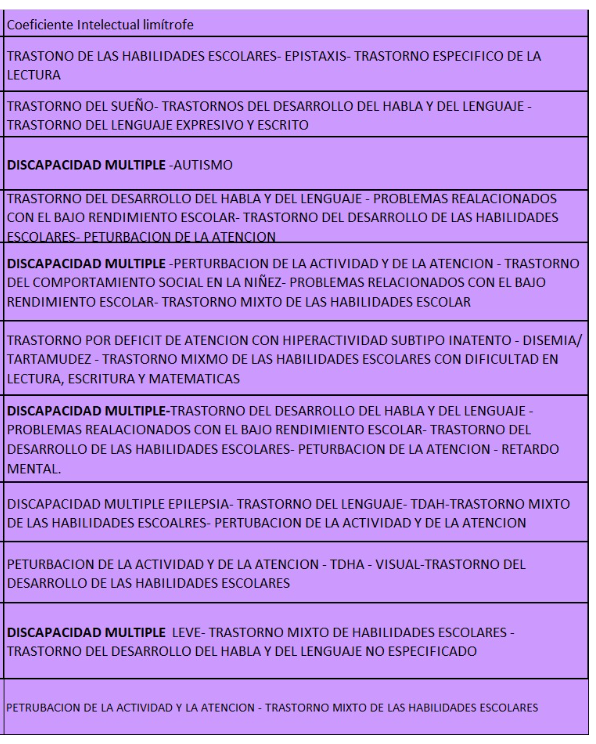 Coeficiente Intelectual limítrofe
TRASTONO DE LAS HABILIDADES ESCOLARES- EPISTAXIS- TRASTORNO ESPECIFICO DE LA
LECTURA
TRASTORNO DEL SUEÑO- TRASTORNOS DEL DESARROLLO DEL HABLA Y DEL LENGUAJE -
TRASTORNO DEL LENGUAJE EXPRESIVO Y ESCRITO
DISCAPACIDAD MULTIPLE -AUTISMO
TRASTORNO DEL DESARROLLO DEL HABLA Y DEL LENGUAJE - PROBLEMAS REALACIONADOS
CON EL BAJO RENDIMIENTO ESCOLAR- TRASTORNO DEL DESARROLLO DE LAS HABILIDADES
ESCOLARES- PETURBACION DE LA ATENCION
DISCAPACIDAD MULTIPLE -PERTURBACION DE LA ACTIVIDAD Y DE LA ATENCION - TRASTORNO
DEL COMPORTAMIENTO SOCIAL EN LA NIÑEZ- PROBLEMAS RELACIONADOS CON EL BAJO
RENDIMIENTO ESCOLAR- TRASTORNO MIXTO DE LAS HABILIDADES ESCOLAR
TRASTORNO POR DEFICIT DE ATENCION CON HIPERACTIVIDAD SUBTIPO INATENTO - DISEMIA/
TARTAMUDEZ - TRASTORNO MIXMO DE LAS HABILIDADES ESCOLARES CON DIFICULTAD EN
LECTURA, ESCRITURA Y MATEMATICAS
DISCAPACIDAD MULTIPLE-TRASTORNO DEL DESARROLLO DEL HABLA Y DEL LENGUAJE -
PROBLEMAS REALACIONADOS CON EL BAJO RENDIMIENTO ESCOLAR- TRASTORNO DEL
DESARROLLO DE LAS HABILIDADES ESCOLARES- PETURBACION DE LA ATENCION - RETARDO
MENTAL.
DISCAPACIDAD MULTIPLE EPILEPSIA- TRASTORNO DEL LENGUAJE- TDAH-TRASTORNO MIXTO
DE LAS HABILIDADES ESCOALRES- PERTUBACION DE LA ACTIVIDAD Y DE LA ATENCION
PETURBACION DE LA ACTIVIDAD Y DE LA ATENCION - TDHA - VISUAL-TRASTORNO DEL
DESARROLLO DE LAS HABILIDADES ESCOLARES
DISCAPACIDAD MULTIPLE LEVE- TRASTORNO MIXTO DE HABILIDADES ESCOLARES -
TRASTORNO DEL DESARROLLO DEL HABLA Y DEL LENGUAJE NO ESPECIFICADO
PETRUBACION DE LA ACTIVIDAD Y LA ATENCION - TRASTORNO MIXTO DE LAS HABILIDADES ESCOLARES